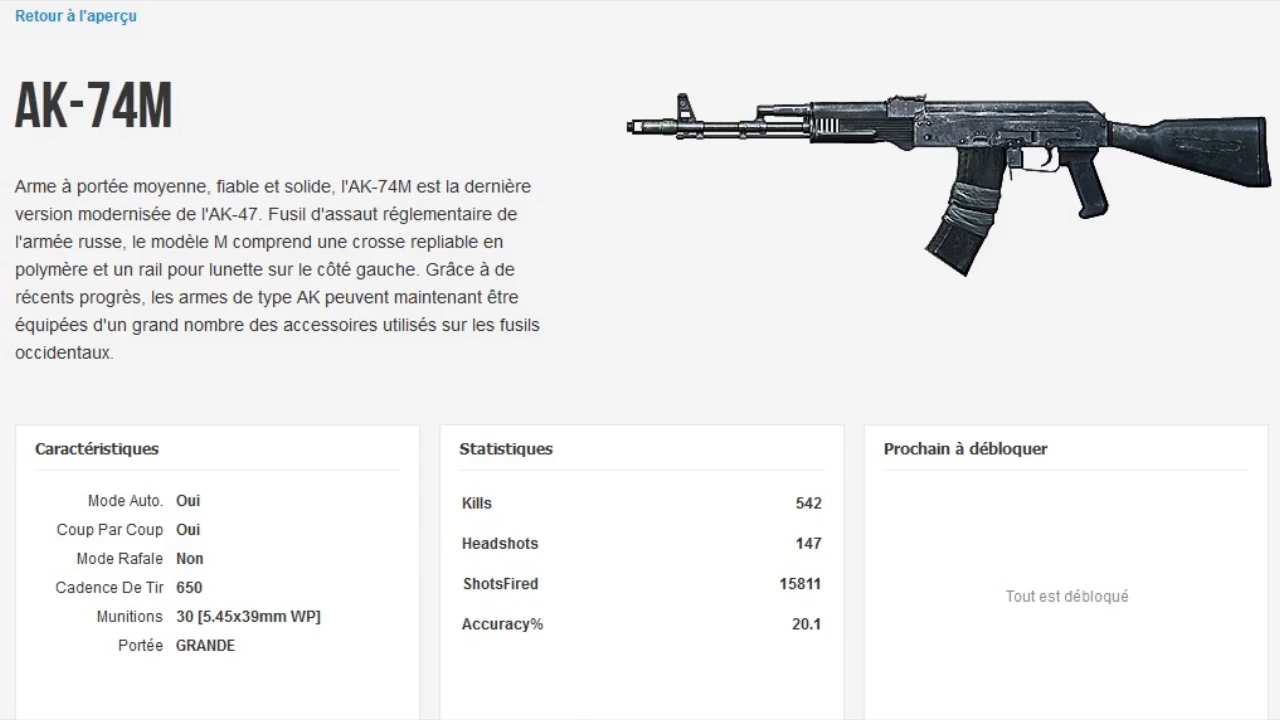 Retour à l'aperçu
AK-74M
Arme à portée moyenne, fiable et solide, l'AK-74M est la dernière
version modernisée de l'AK-47. Fusil d'assaut réglementaire de
l'armée russe, le modèle M comprend une crosse repliable en
polymère et un rail pour lunette sur le côté gauche. Grâce à de
récents progrès, les armes de type AK peuvent maintenant être
équipées d'un grand nombre des accessoires utilisés sur les fusils
occidentaux.
Caractéristiques
Mode Auto. Oui
Coup Par Coup Oui
Mode Rafale Non
Cadence De Tir 650
Munitions 30 [5.45x39mm WP]
Portée GRANDE
Statistiques
Kills 542
Headshots 147
ShotsFired 15811
Accuracy% 20.1
Prochain à débloquer
Tout est débloqué